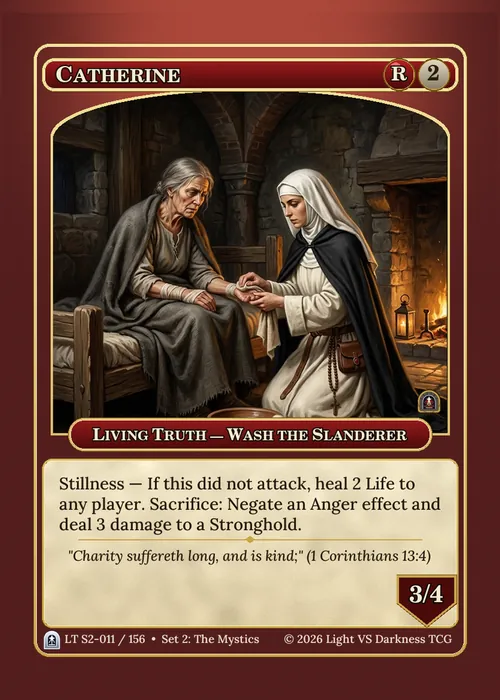 Catherine R 2
Living Truth — Wash the Slanderer
Stillness — If this did not attack, heal 2 Life to
any player. Sacrifice: Negate an Anger effect and
deal 3 damage to a Stronghold.
"Charity suffereth long, and is kind;" (1 Corinthians 13:4)
3/4
LT S2-011 / 156 • Set 2: The Mystics © 2026 Light VS Darkness TCG